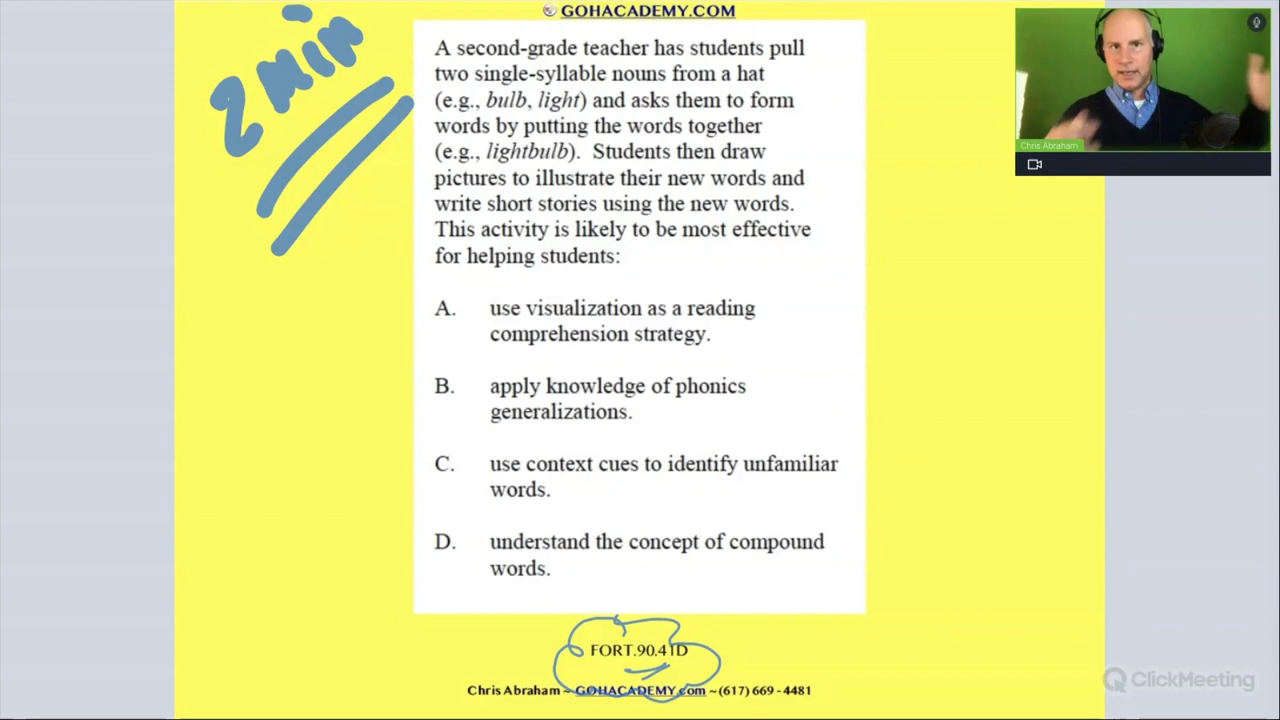 GOHACADEMY.COM
2 min
A second-grade teacher has students pull
two single-syllable nouns from a hat
(e.g., bulb, light) and asks them to form
words by putting the words together
(e.g., lightbulb). Students then draw
pictures to illustrate their new words and
write short stories using the new words.
This activity is likely to be most effective
for helping students:
A. use visualization as a reading
comprehension strategy.
B. apply knowledge of phonics
generalizations.
C. use context cues to identify unfamiliar
words.
D. understand the concept of compound
words.
Chris Abraham
FORT.90.41D
Chris Abraham ~ GOHACADEMY.com ~(617) 669 - 4481
ClickMeeting